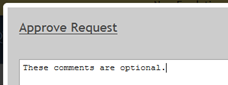 Approve Request
These comments are optional.